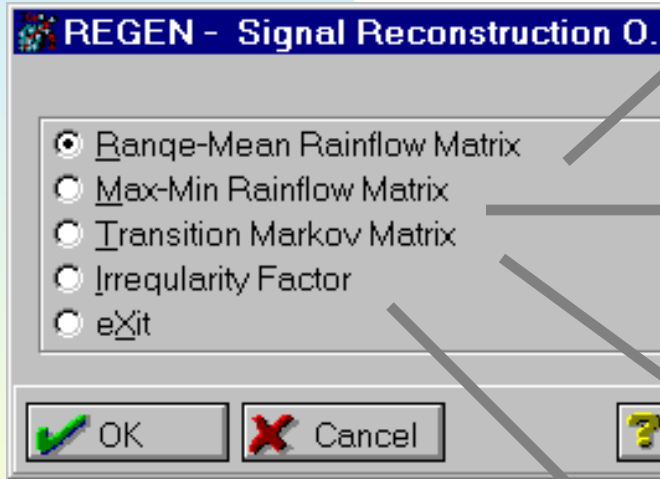 REGEN - Signal Reconstruction O.
Range-Mean Rainflow Matrix
Max-Min Rainflow Matrix
Transition Markov Matrix
Irregularity Factor
eXit
OK Cancel ?